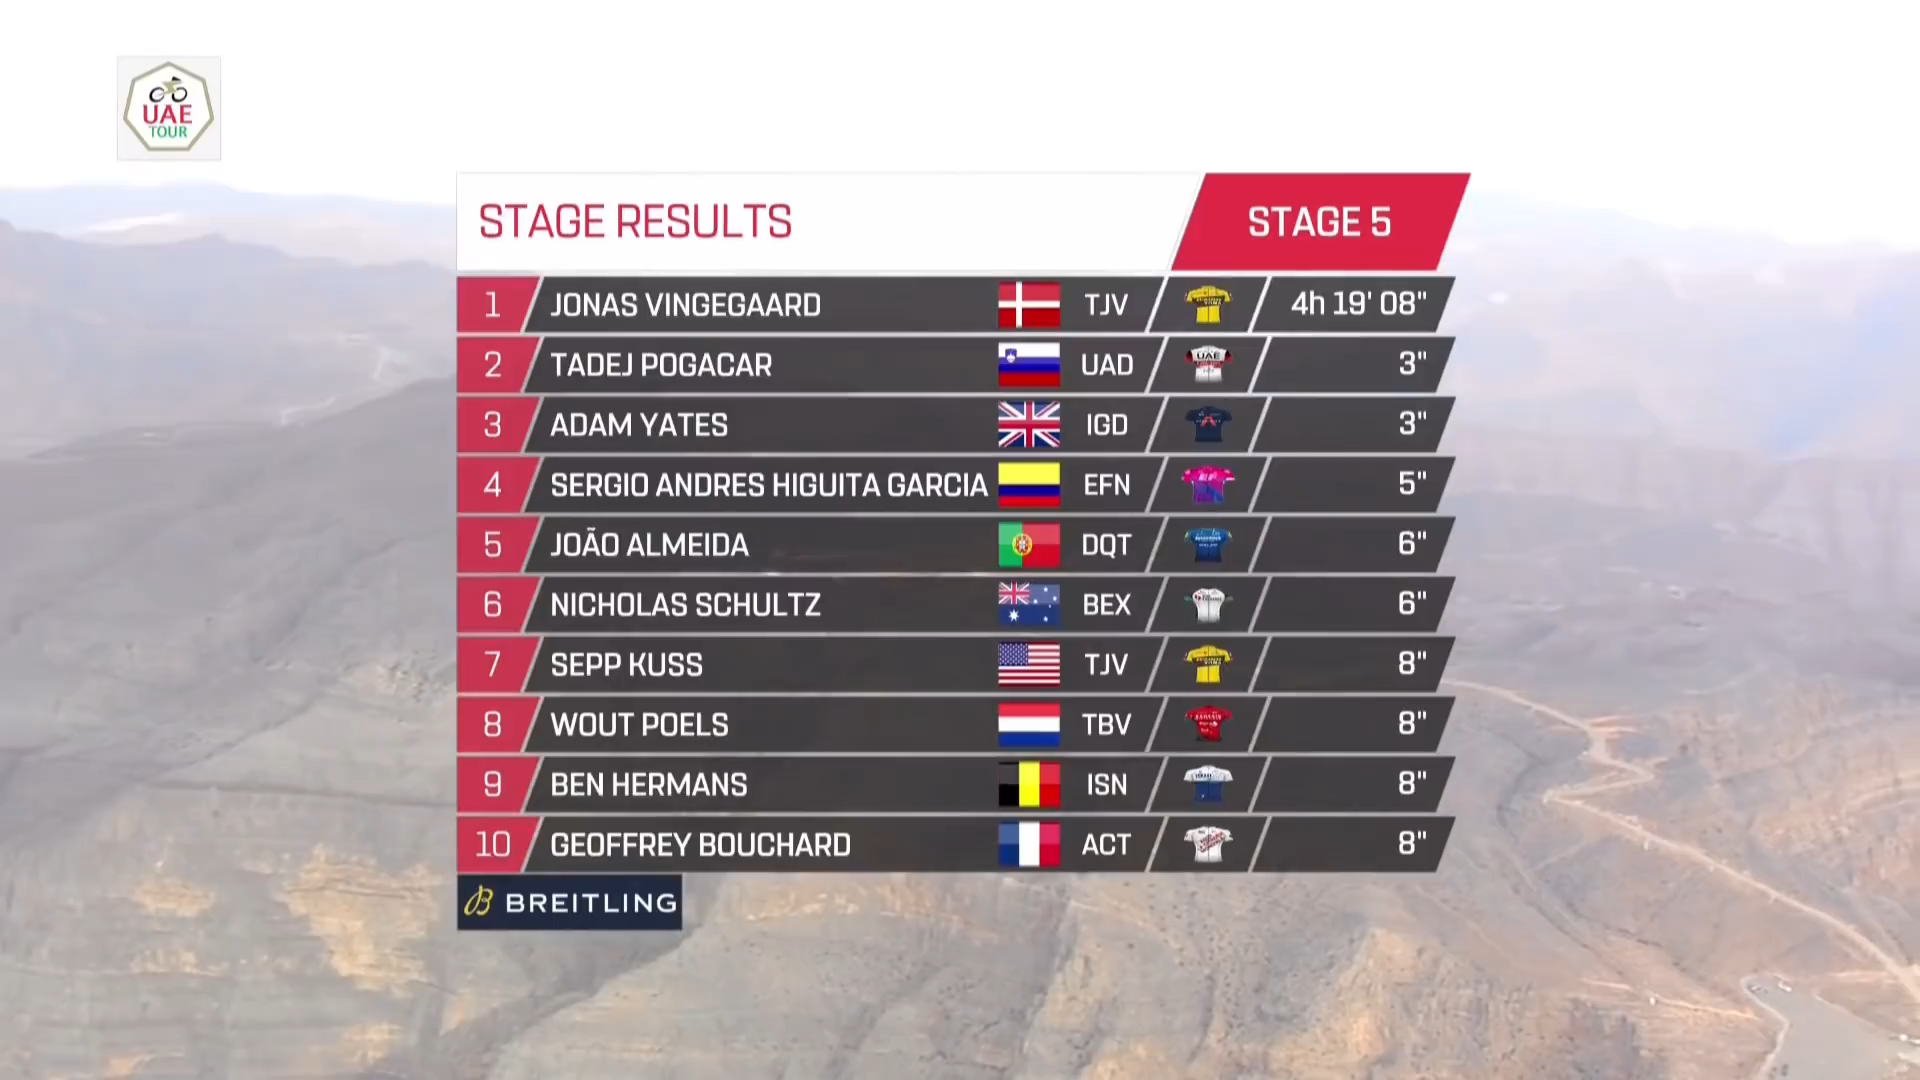 UAE
TOUR
STAGE RESULTS STAGE 5
1 JONAS VINGEGAARD TJV 4h 19' 08"
2 TADEJ POGACAR UAD UAE 3"
3 ADAM YATES IGD 3"
4 SERGIO ANDRES HIGUITA GARCIA EFN 5"
5 JOÃO ALMEIDA DQT 6"
6 NICHOLAS SCHULTZ BEX 6"
7 SEPP KUSS TJV 8"
8 WOUT POELS TBV 8"
9 BEN HERMANS ISN 8"
10 GEOFFREY BOUCHARD ACT 8"
B BREITLING